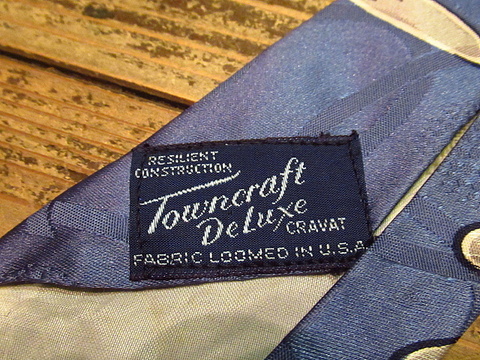 RESILIENT
CONSTRUCTION
Towncraft
DeLuxe
CRAVAT
FABRIC LOOMED IN U.S.A.